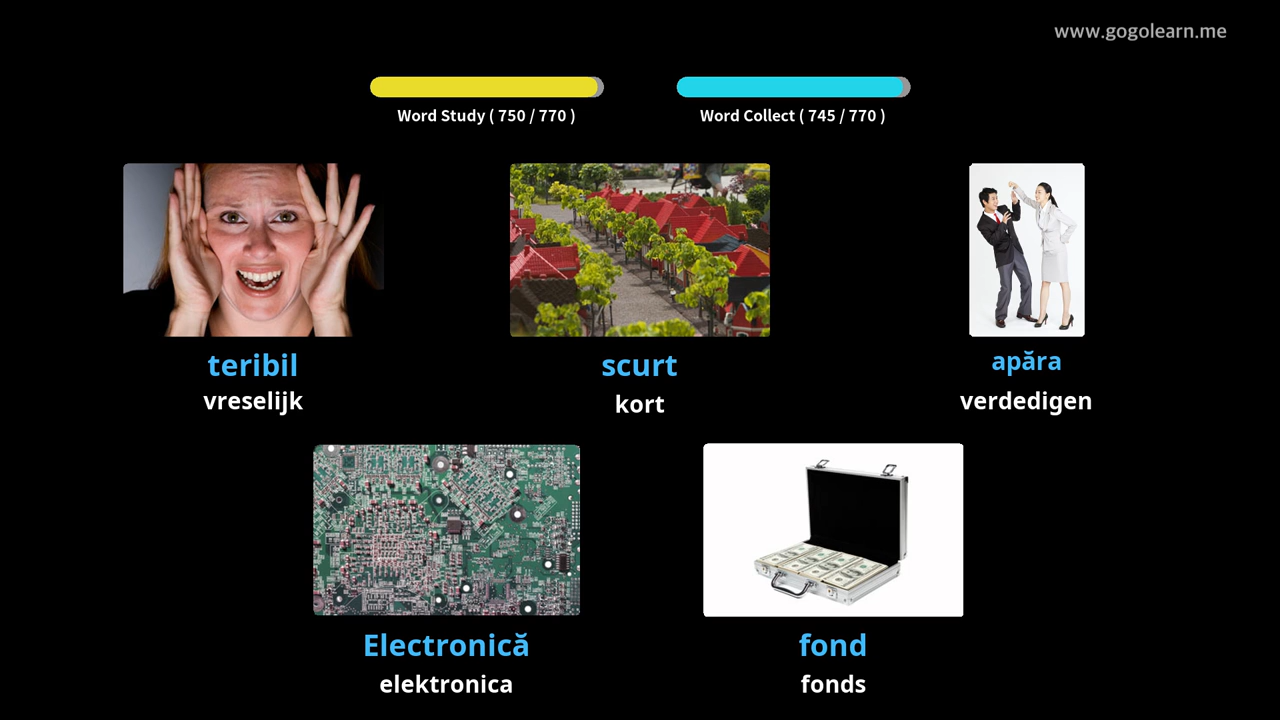 www.gogolearn.me
Word Study ( 750 / 770 )
Word Collect ( 745 / 770 )
teribil
vreselijk
scurt
kort
apăra
verdedigen
Electronică
elektronica
fond
fonds